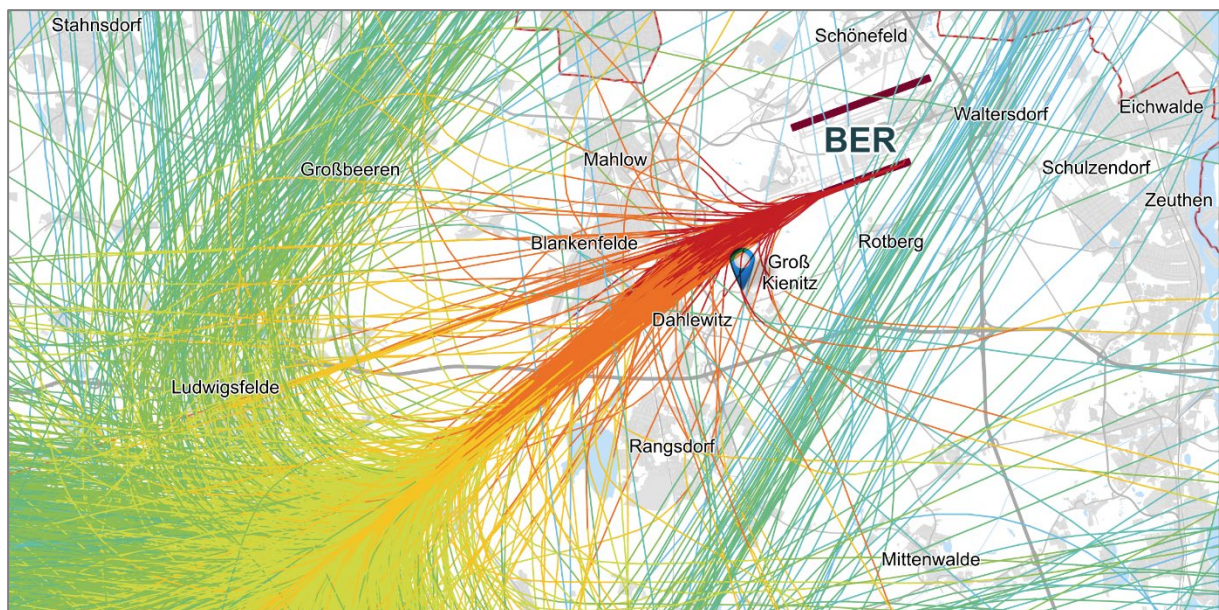 Stahnsdorf
Schönefeld
Waltersdorf
Eichwalde
BER
Großbeeren
Mahlow
Schulzendorf
Zeuthen
Blankenfelde
Rotberg
Groß
Kienitz
Dahlewitz
Ludwigsfelde
Rangsdorf
Mittenwalde